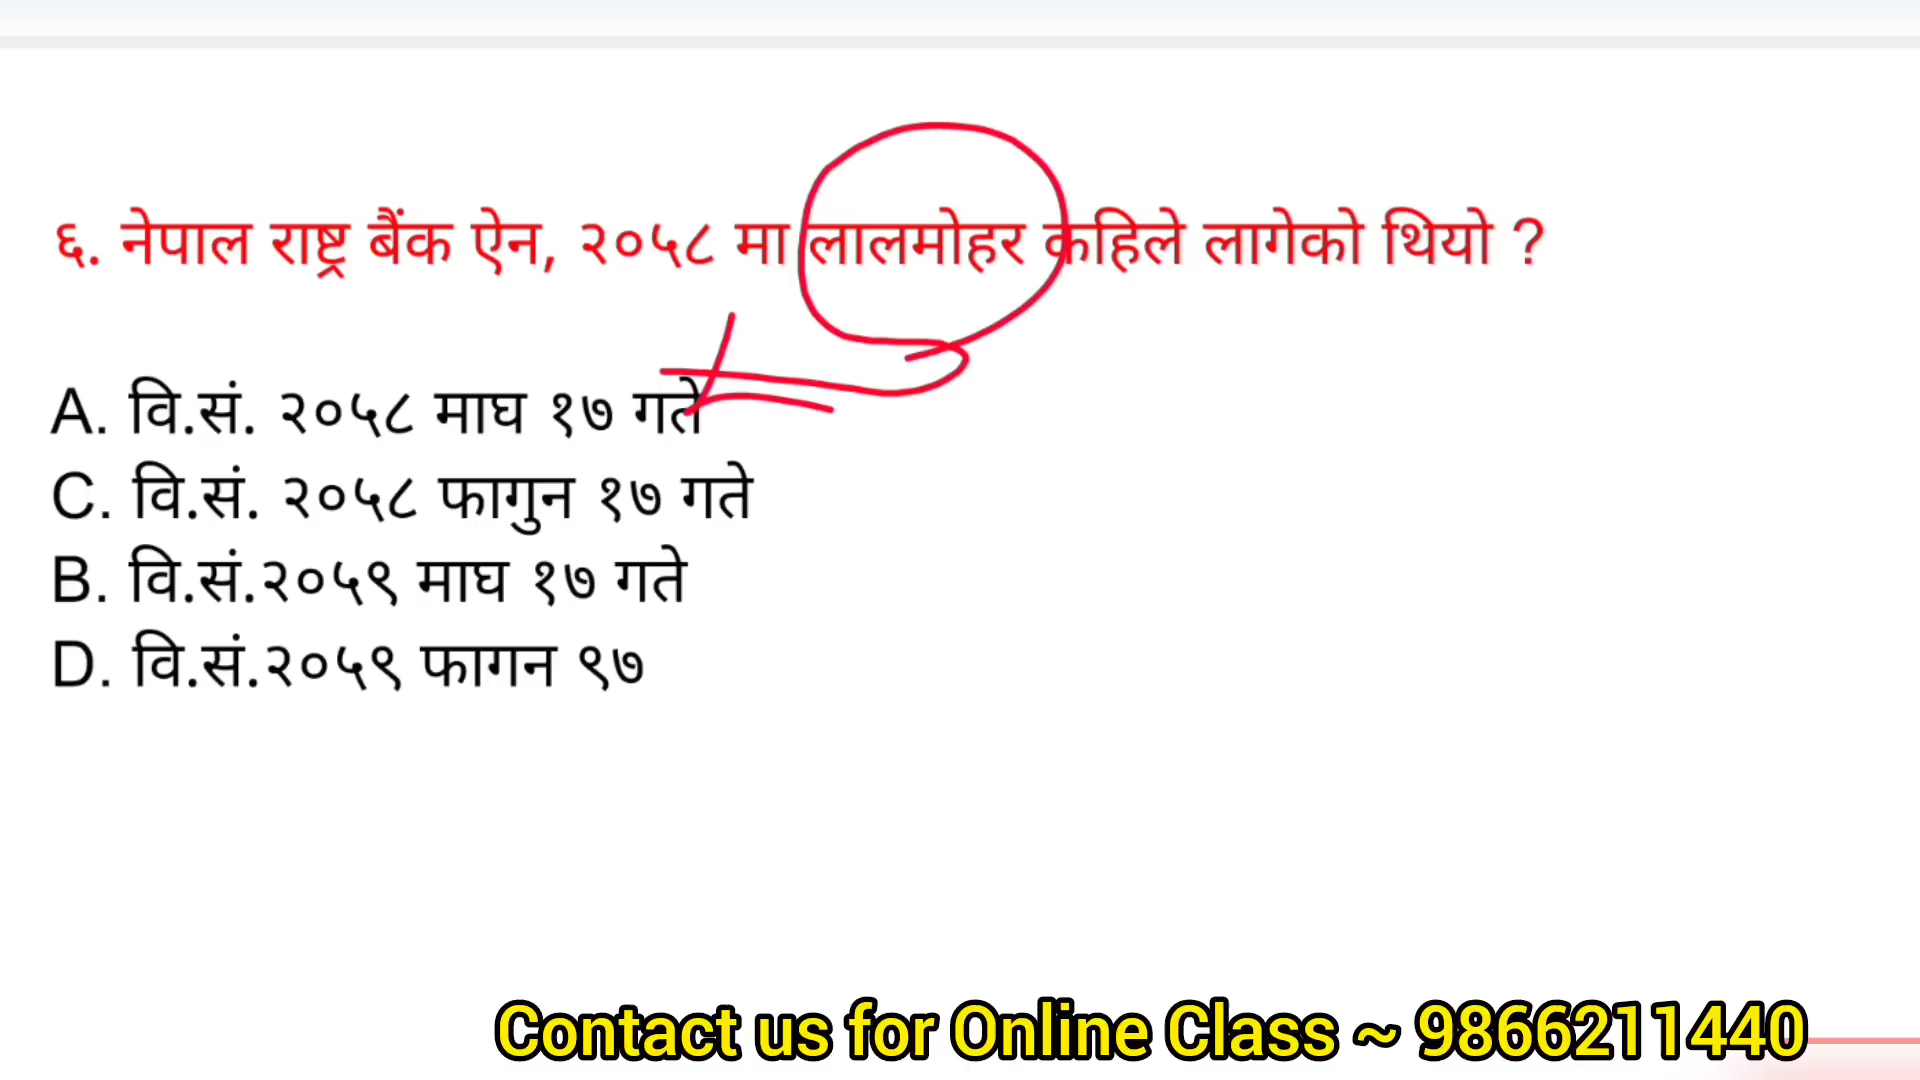 ६. नेपाल राष्ट्र बैंक ऐन, २०५८ मा लालमोहर कहिले लागेको थियो ?
A. वि.सं. २०५८ माघ १७ गते
C. वि.सं. २०५८ फागुन १७ गते
B. वि.सं.२०५९ माघ १७ गते
D. वि.सं.२०५९ फागन ९७
Contact us for Online Class ~ 9866211440